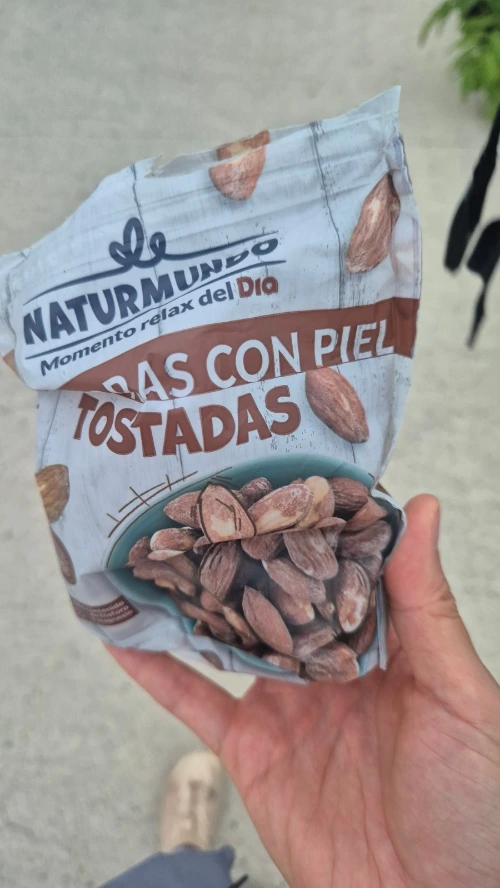 NATURMUNDO
Momento relax del Dia
RAS CON PIEL
TOSTADAS